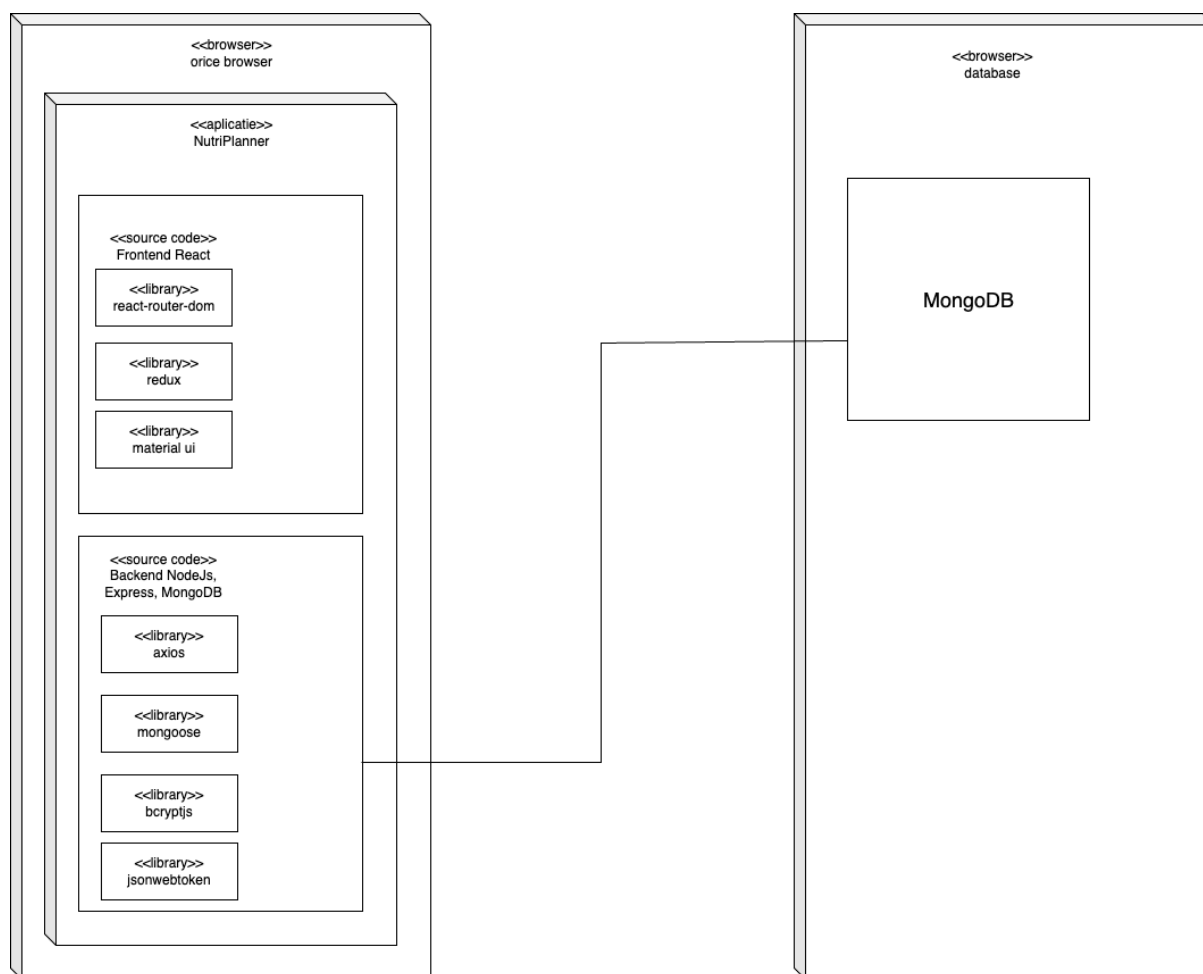 <<browser>>
orice browser
<<aplicatie>>
NutriPlanner
<<source code>>
Frontend React
<<library>>
react-router-dom
<<library>>
redux
<<library>>
material ui
<<source code>>
Backend NodeJs,
Express, MongoDB
<<library>>
axios
<<library>>
mongoose
<<library>>
bcryptjs
<<library>>
jsonwebtoken
<<browser>>
database
MongoDB